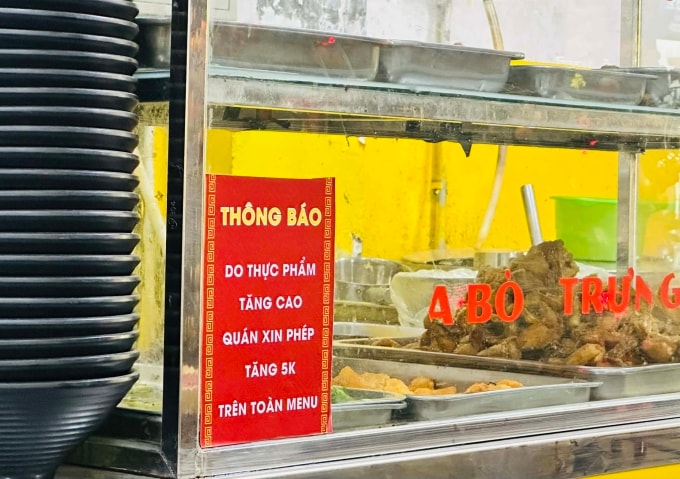 THÔNG BÁO
DO THỰC PHẨM
TĂNG CAO
QUÁN XIN PHÉP
TĂNG 5K
TRÊN TOÀN MENU
BÒ TRỨNG